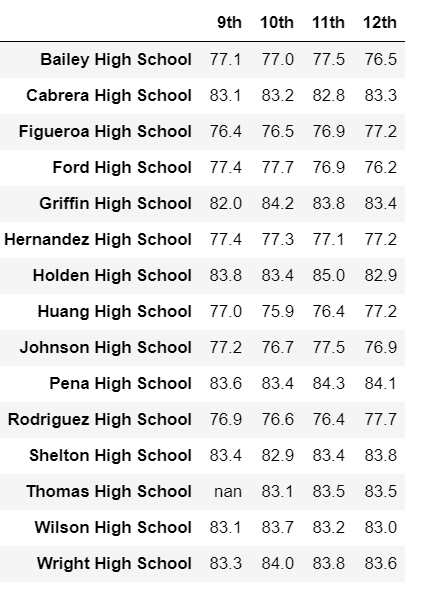 9th 10th 11th 12th
Bailey High School 77.1 77.0 77.5 76.5
Cabrera High School 83.1 83.2 82.8 83.3
Figueroa High School 76.4 76.5 76.9 77.2
Ford High School 77.4 77.7 76.9 76.2
Griffin High School 82.0 84.2 83.8 83.4
Hernandez High School 77.4 77.3 77.1 77.2
Holden High School 83.8 83.4 85.0 82.9
Huang High School 77.0 75.9 76.4 77.2
Johnson High School 77.2 76.7 77.5 76.9
Pena High School 83.6 83.4 84.3 84.1
Rodriguez High School 76.9 76.6 76.4 77.7
Shelton High School 83.4 82.9 83.4 83.8
Thomas High School nan 83.1 83.5 83.5
Wilson High School 83.1 83.7 83.2 83.0
Wright High School 83.3 84.0 83.8 83.6